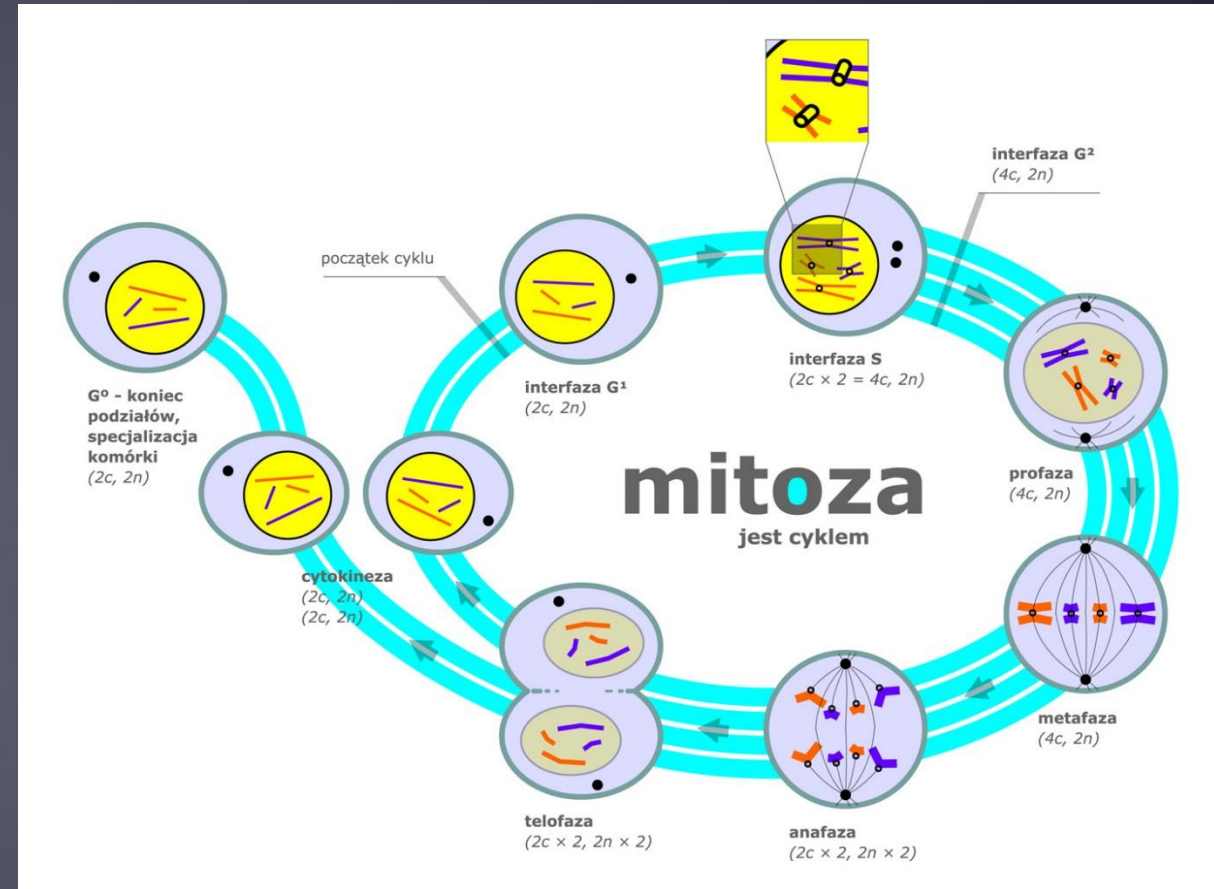 interfaza G²
(4c, 2n)
początek cyklu
interfaza S
(2c × 2 = 4c, 2n)
interfaza G¹
(2c, 2n)
G⁰ - koniec
podziałów,
specjalizacja
komórki
(2c, 2n)
mitoza
jest cyklem
profaza
(4c, 2n)
cytokineza
(2c, 2n)
(2c, 2n)
metafaza
(4c, 2n)
telofaza
(2c × 2, 2n × 2)
anafaza
(2c × 2, 2n × 2)